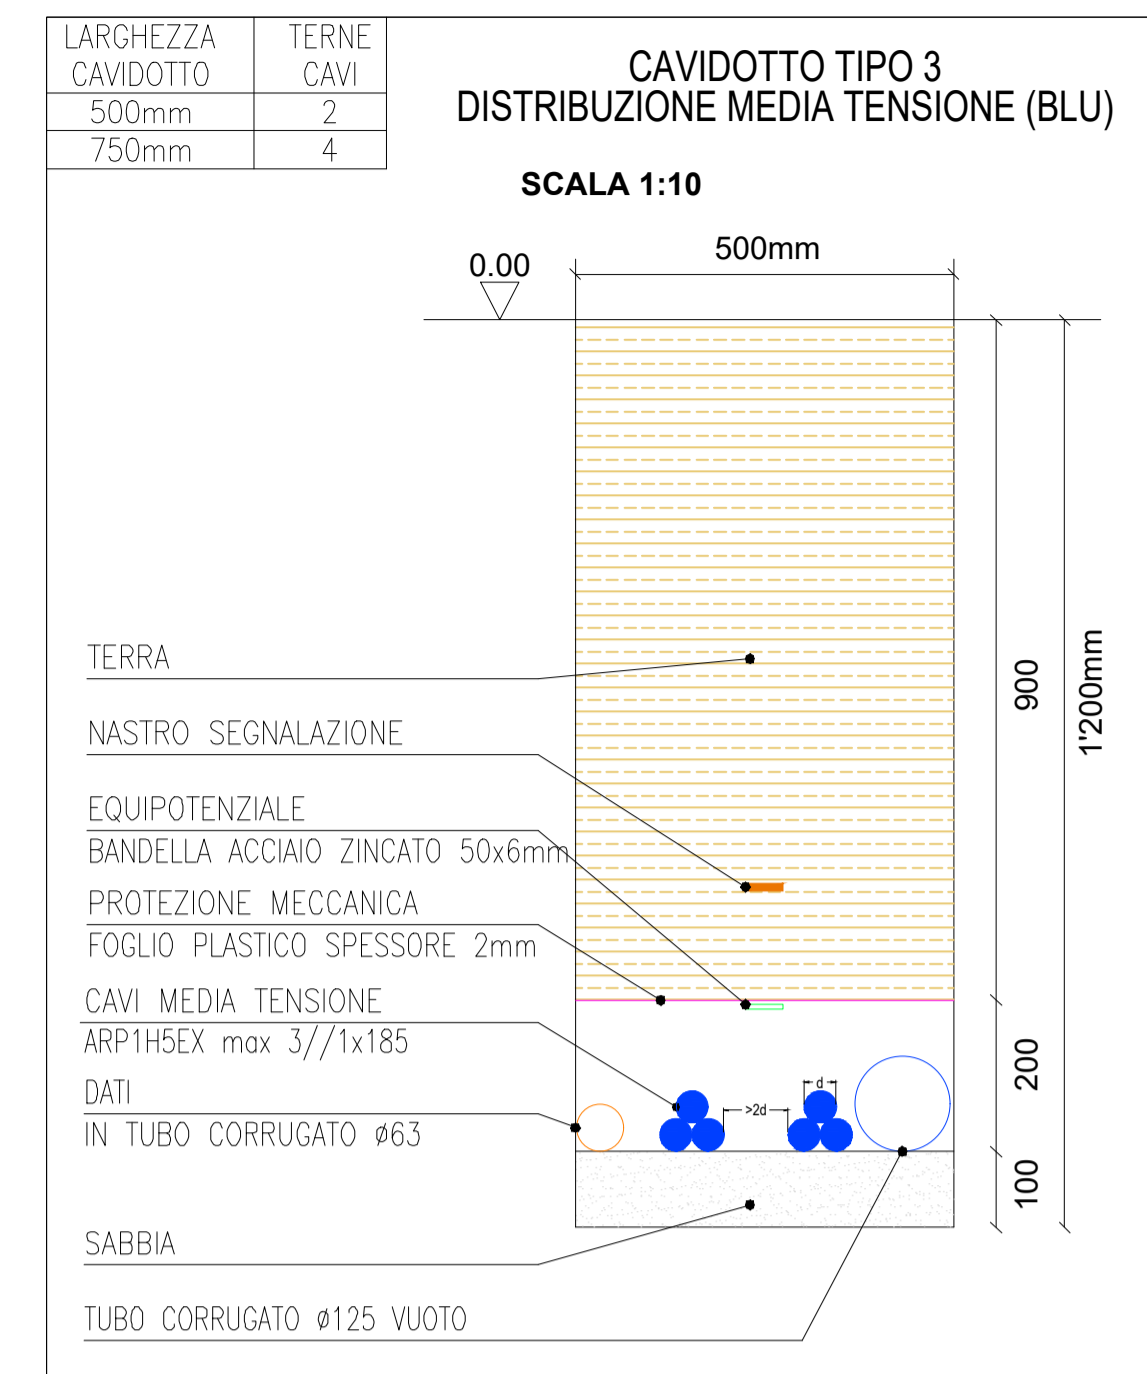 LARGHEZZA CAVIDOTTO TERNE CAVI
500mm 2
750mm 4
CAVIDOTTO TIPO 3
DISTRIBUZIONE MEDIA TENSIONE (BLU)
SCALA 1:10
0.00
500mm
TERRA
NASTRO SEGNALAZIONE
EQUIPOTENZIALE
BANDELLA ACCIAIO ZINCATO 50x6mm
PROTEZIONE MECCANICA
FOGLIO PLASTICO SPESSORE 2mm
CAVI MEDIA TENSIONE
ARP1H5EX max 3//1x185
DATI
IN TUBO CORRUGATO ø63
SABBIA
TUBO CORRUGATO ø125 VUOTO
>2d
d
900
200
100
1'200mm